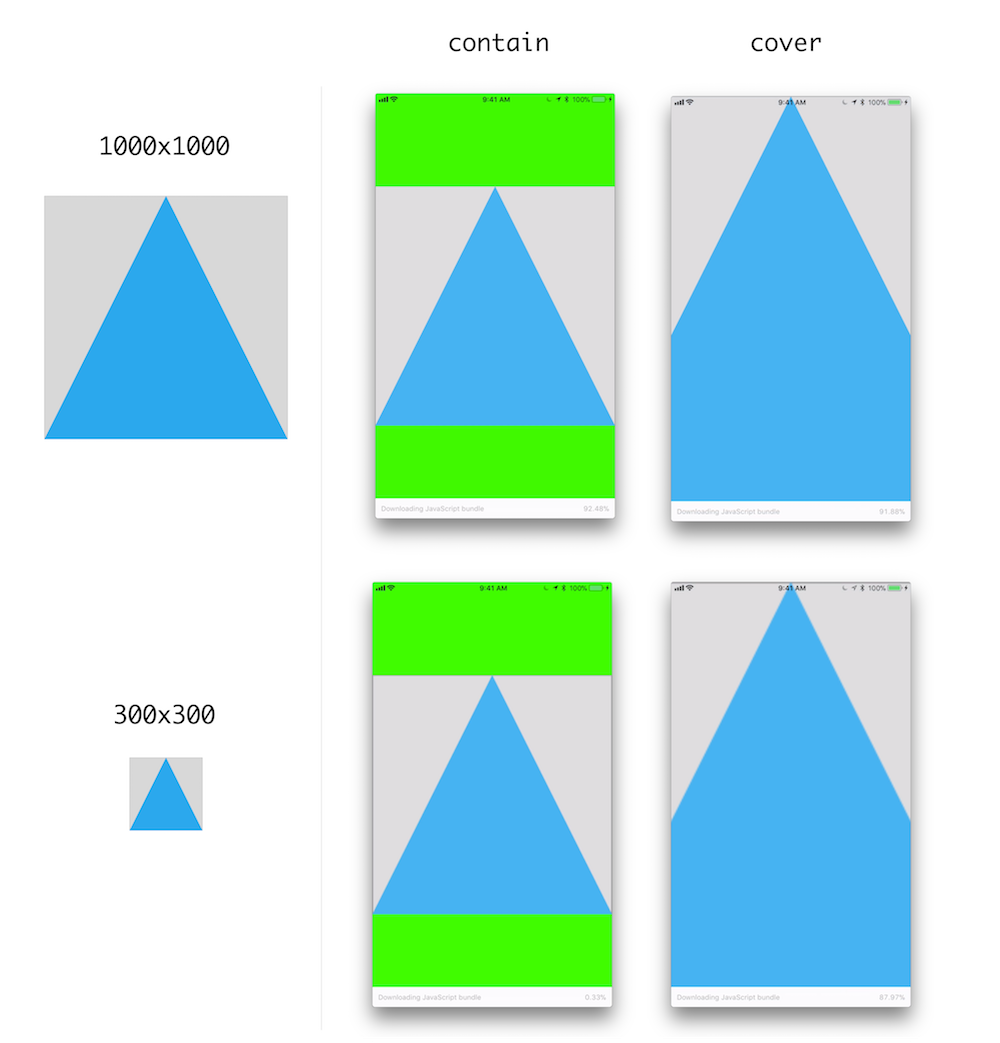 contain
cover
1000x1000
9:41 AM
100%
9:41 AM
100%
Downloading JavaScript bundle
92.48%
Downloading JavaScript bundle
91.88%
300x300
9:41 AM
100%
9:41 AM
100%
Downloading JavaScript bundle
0.33%
Downloading JavaScript bundle
87.97%